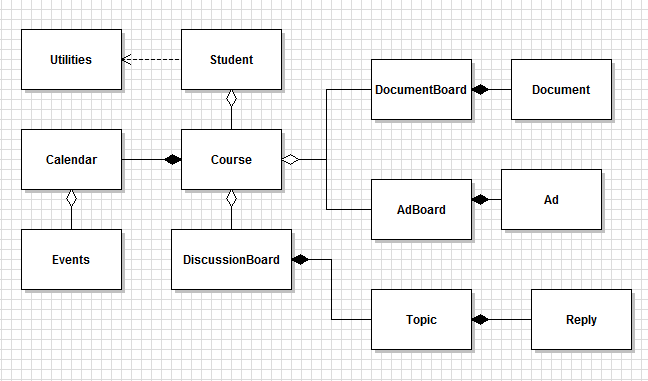 Utilities
Student
DocumentBoard
Document
Calendar
Course
AdBoard
Ad
Events
DiscussionBoard
Topic
Reply